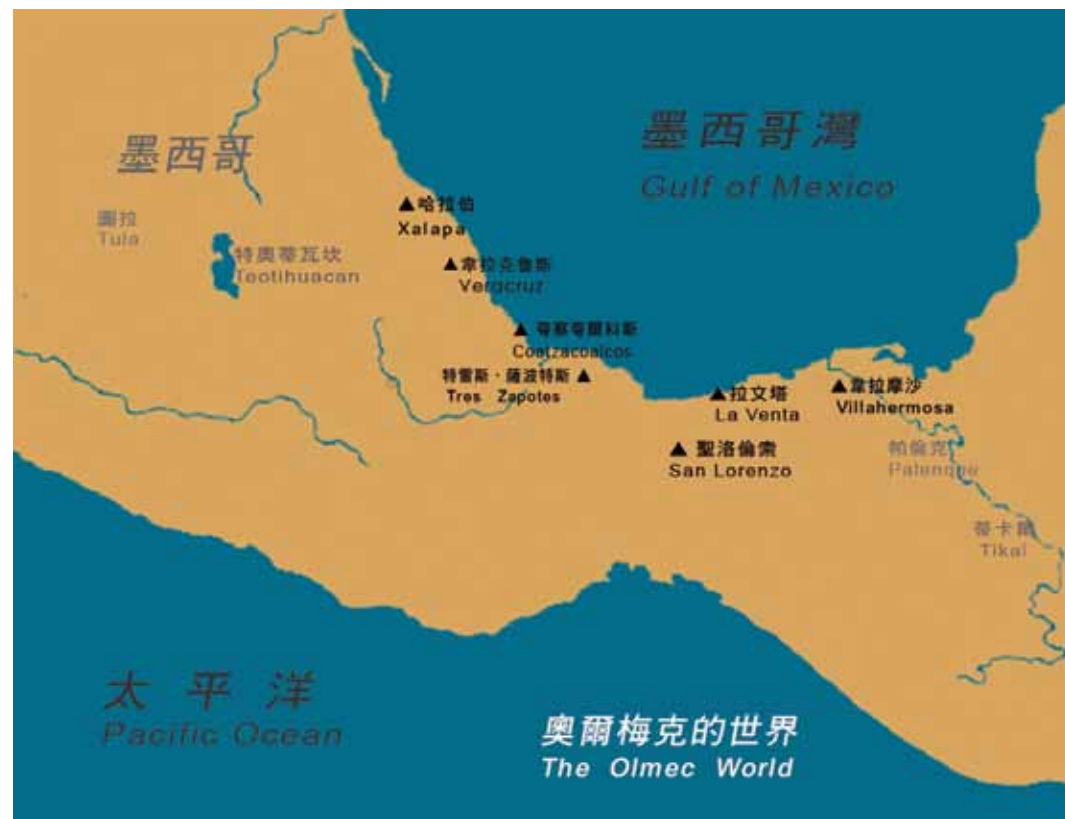 墨西哥灣
Gulf of Mexico
墨西哥
▲哈拉伯
Xalapa
圖拉
Tula
特奧蒂瓦坎
Teotihuacan
▲韋拉克魯斯
Veracruz
▲夸察夸爾科斯
Coatzacoalcos
特雷斯·薩波特斯▲
Tres Zapotes
▲拉文塔
La Venta
▲韋拉摩沙
Villahermosa
▲聖洛倫索
San Lorenzo
帕倫克
Palenque
蒂卡爾
Tikal
太平洋
Pacific Ocean
奧爾梅克的世界
The Olmec World